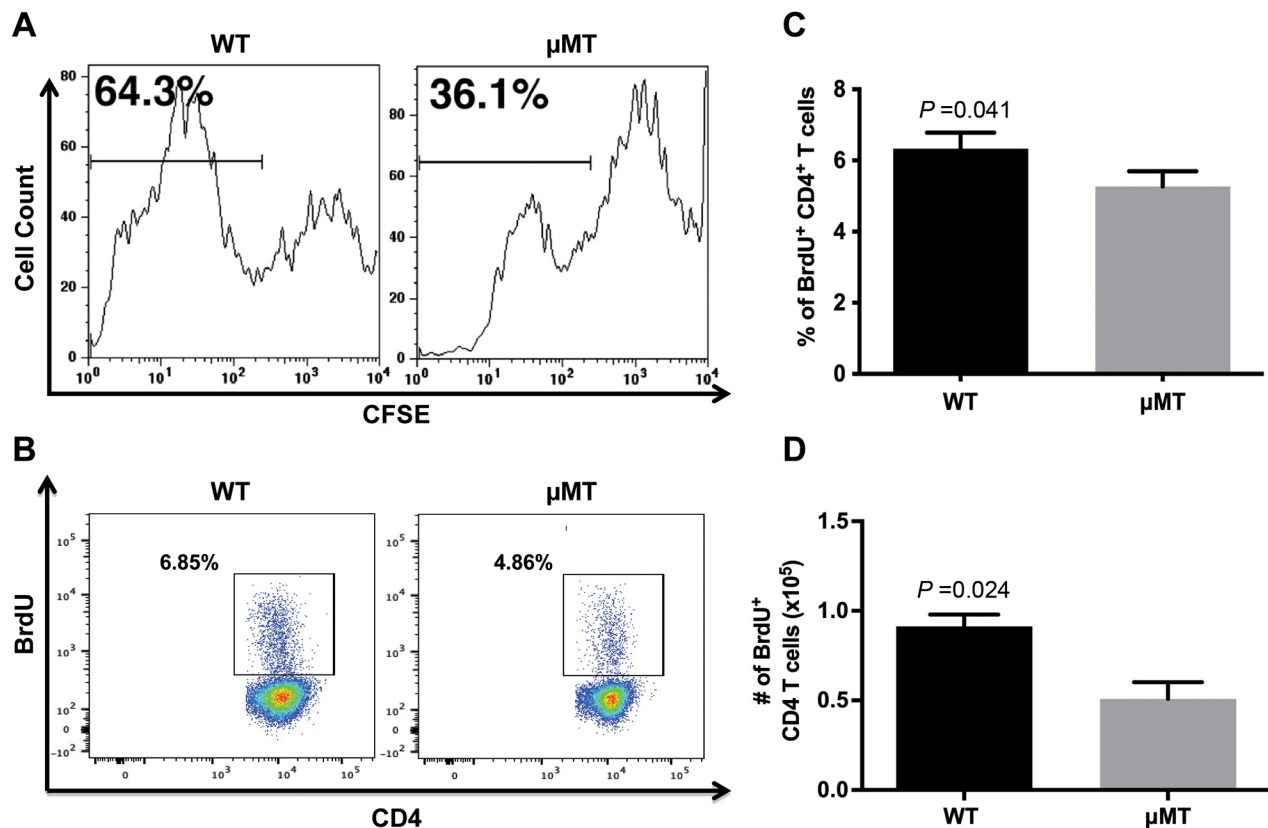 A
WT
µMT
64.3%
36.1%
Cell Count
80
60
40
20
0
80
60
40
20
0
10⁰ 10¹ 10² 10³ 10⁴
10⁰ 10¹ 10² 10³ 10⁴
CFSE
B
WT
µMT
BrdU
6.85%
4.86%
10⁵
10⁴
10³
10²
0
-10²
10⁵
10⁴
10³
10²
0
-10²
0 10³ 10⁴ 10⁵
0 10³ 10⁴ 10⁵
CD4
C
% of BrdU⁺ CD4⁺ T cells
8
6
4
2
0
P =0.041
WT µMT
D
# of BrdU⁺
CD4 T cells (x10⁵)
1.5
1.0
0.5
0.0
P =0.024
WT µMT